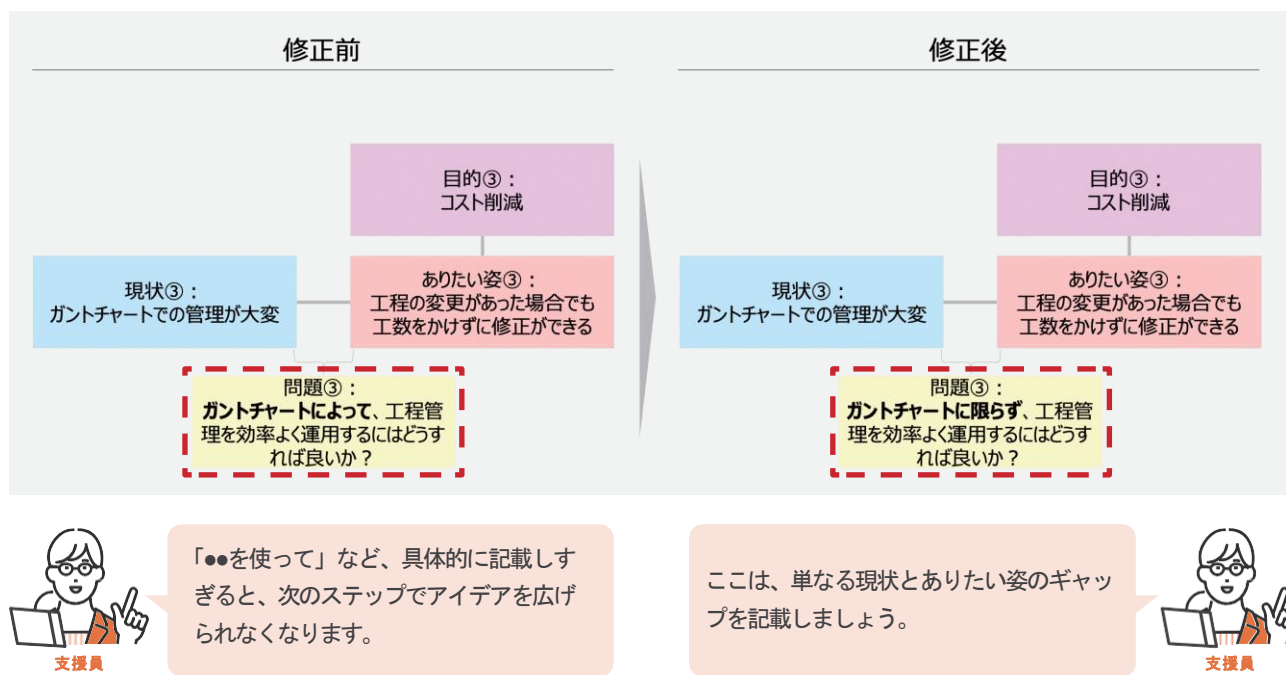 修正前
目的③：
コスト削減
現状③：
ガントチャートでの管理が大変
ありたい姿③：
工程の変更があった場合でも
工数をかけずに修正ができる
問題③：
ガントチャートによって、工程管
理を効率よく運用するにはどうす
れば良いか？
修正後
目的③：
コスト削減
現状③：
ガントチャートでの管理が大変
ありたい姿③：
工程の変更があった場合でも
工数をかけずに修正ができる
問題③：
ガントチャートに限らず、工程管
理を効率よく運用するにはどうす
れば良いか？
「●●を使って」など、具体的に記載しす
ぎると、次のステップでアイデアを広げ
られなくなります。
支援員
ここは、単なる現状とありたい姿のギャッ
プを記載しましょう。
支援員